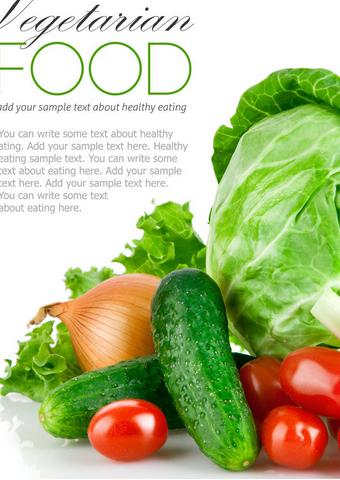 Vegetarian
FOOD
add your sample text about healthy eating
You can write some text about healthy
eating. Add your sample text here. Healthy
eating sample text. You can write some
text about eating here. Add your sample
text here. Add your sample text here.
You can write some text
about eating here.